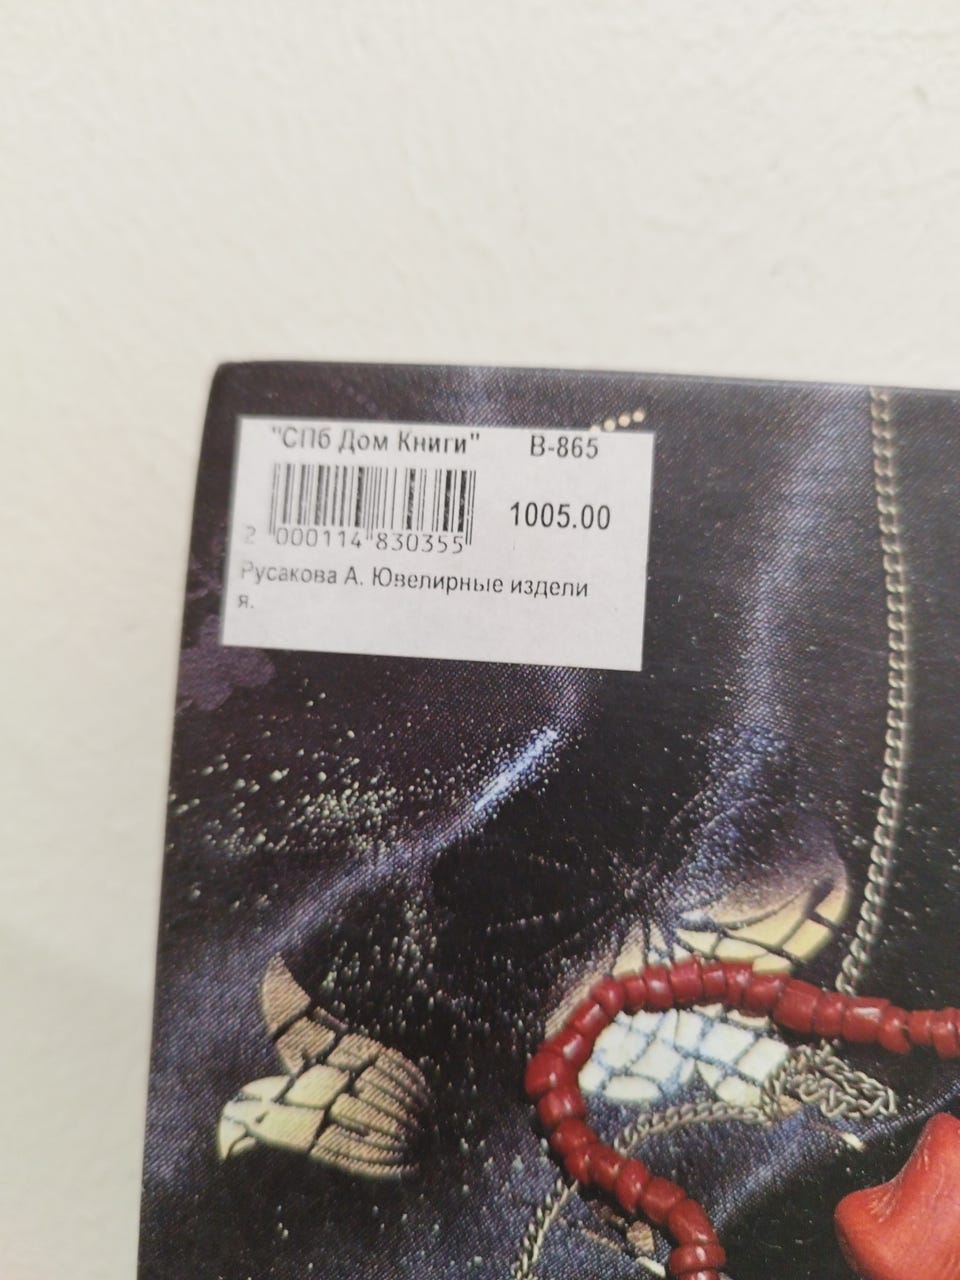 "СПб Дом Книги" В-865
1005.00
2 000114 830355
Русакова А. Ювелирные издели
я.